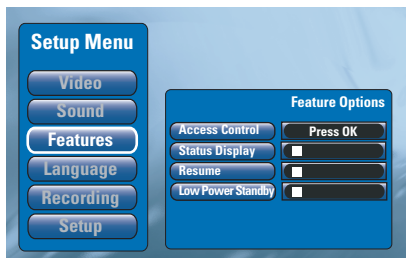 Setup Menu
Video
Sound
Features
Language
Recording
Setup
Feature Options
Access Control Press OK
Status Display
Resume
Low Power Standby